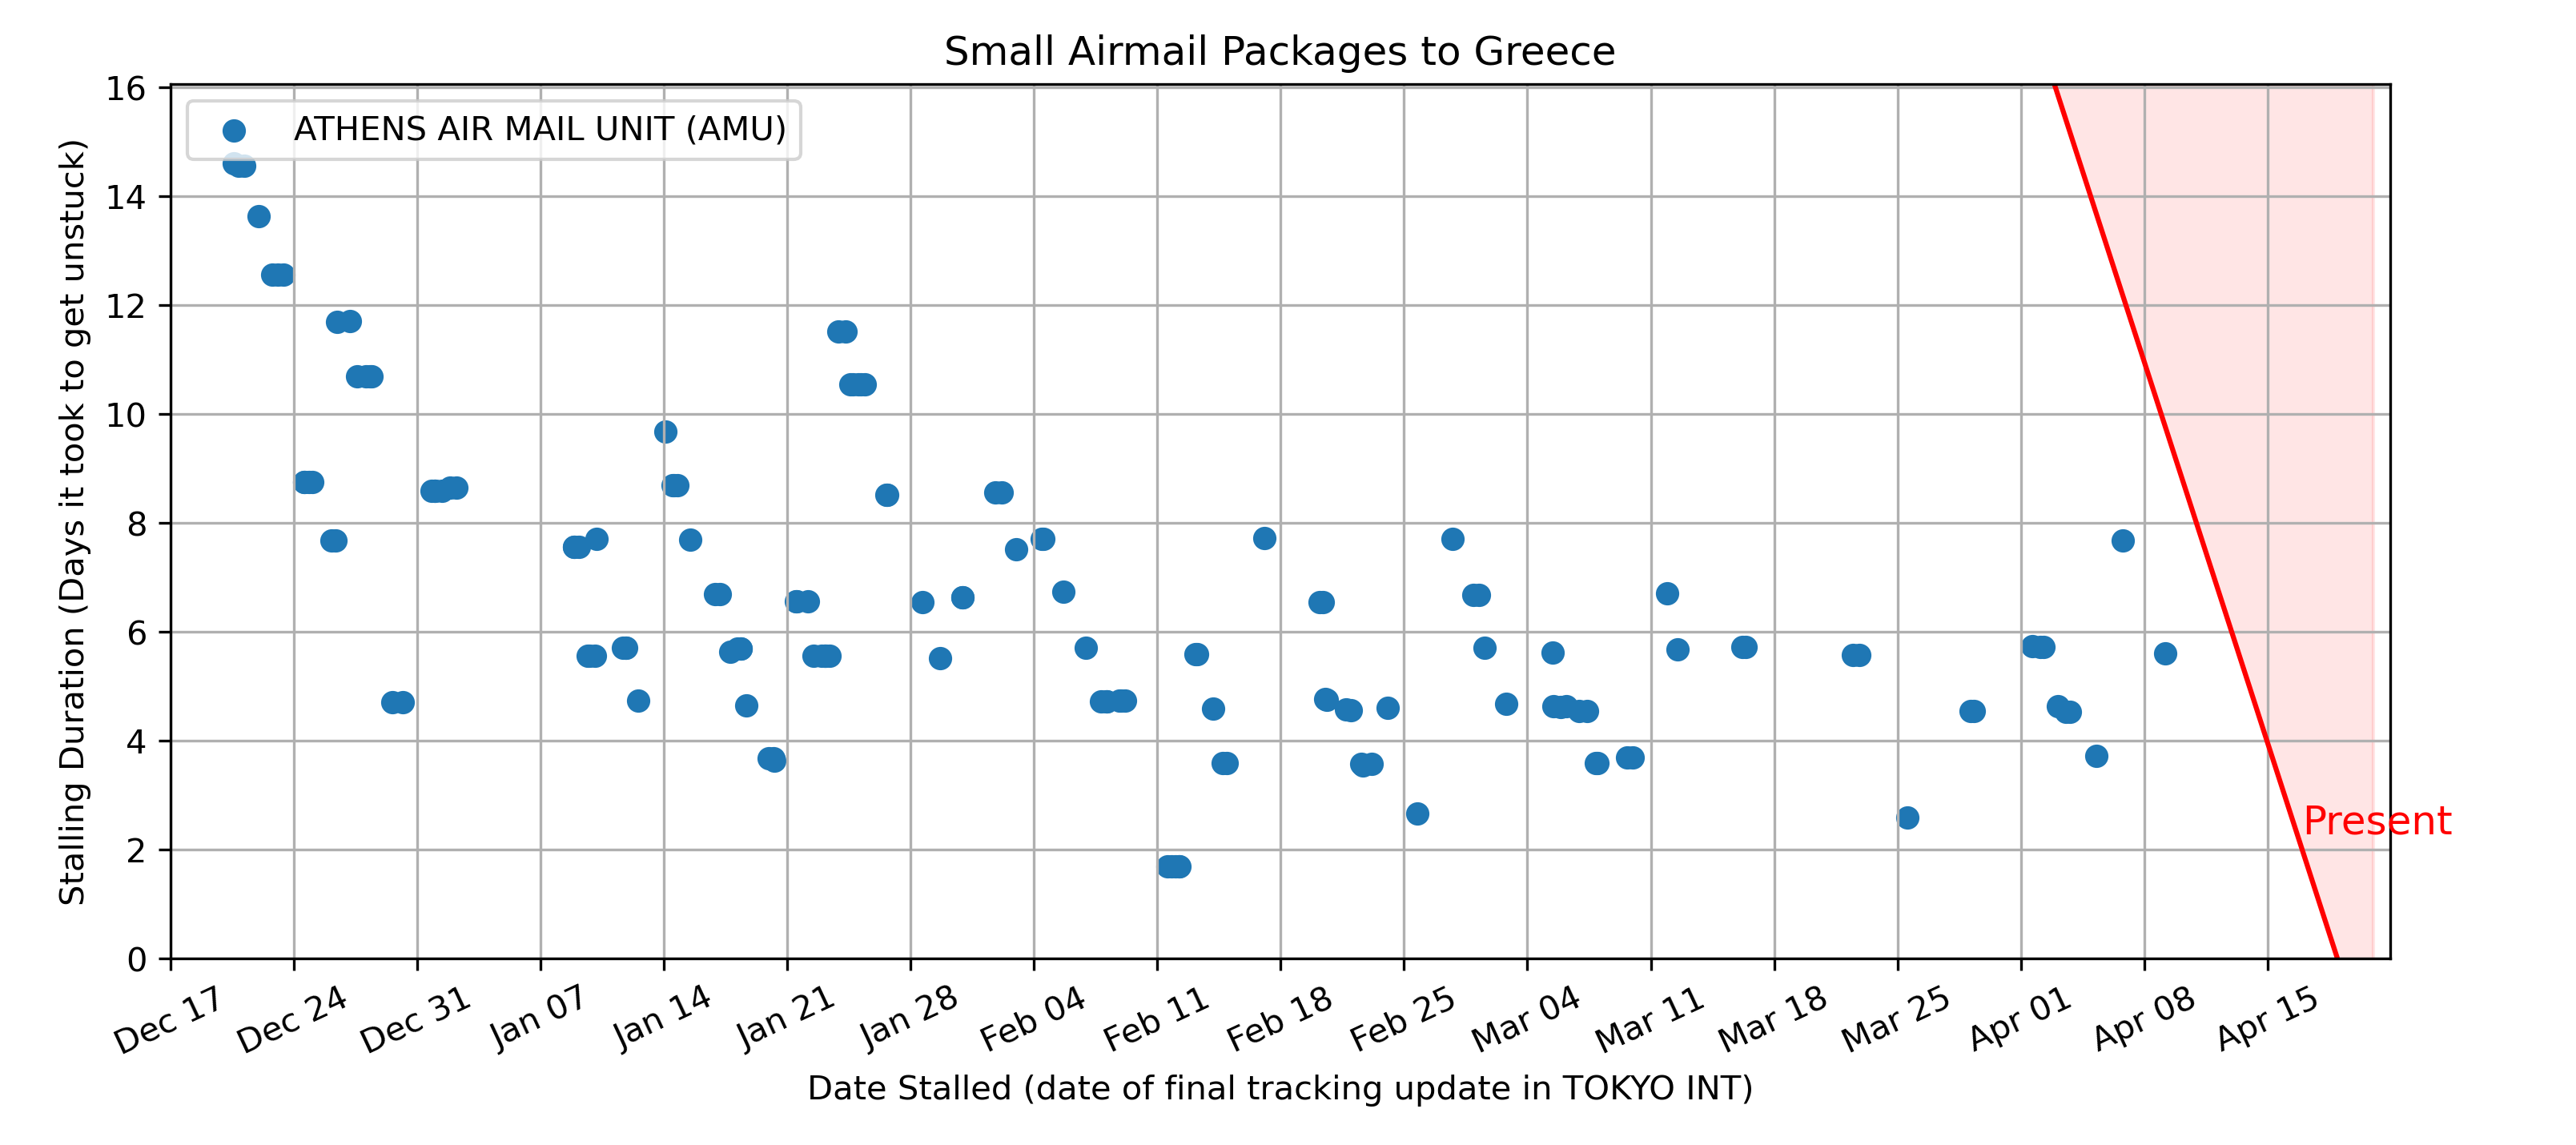 Small Airmail Packages to Greece
ATHENS AIR MAIL UNIT (AMU)
Stalling Duration (Days it took to get unstuck)
16
14
12
10
8
6
4
2
0
Present
Dec 17
Dec 24
Dec 31
Jan 07
Jan 14
Jan 21
Jan 28
Feb 04
Feb 11
Feb 18
Feb 25
Mar 04
Mar 11
Mar 18
Mar 25
Apr 01
Apr 08
Apr 15
Date Stalled (date of final tracking update in TOKYO INT)